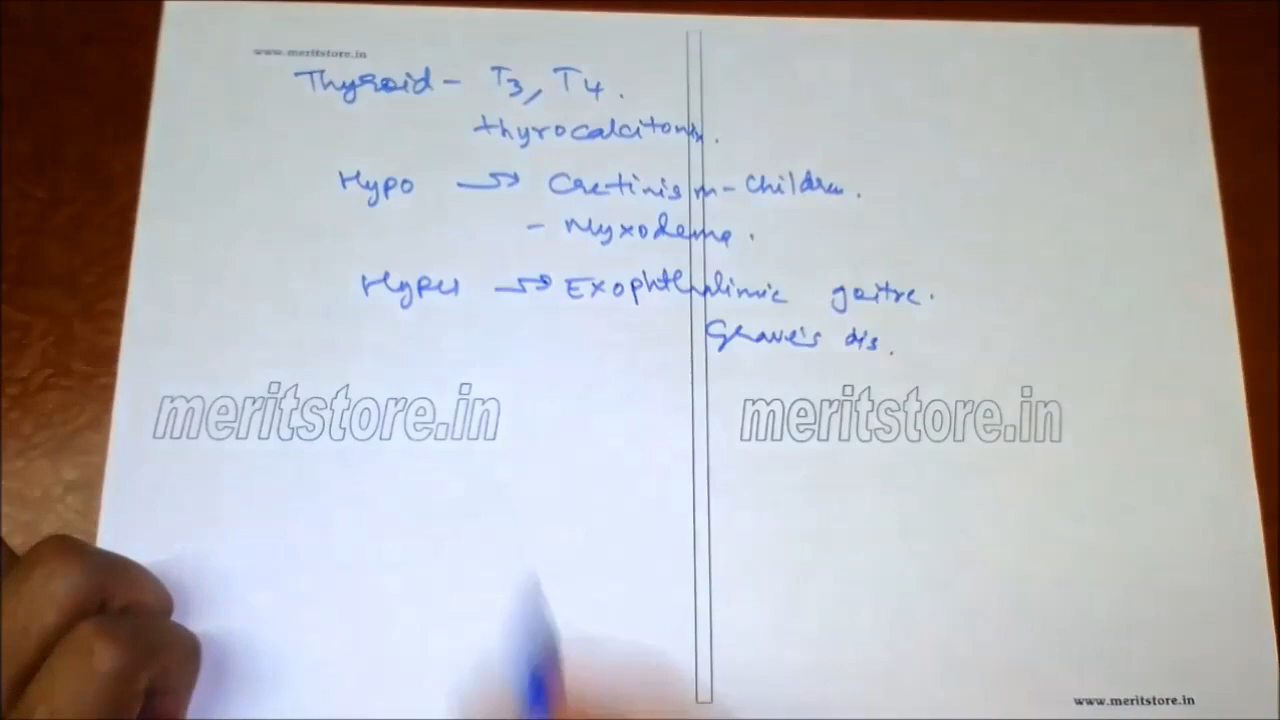 www.meritstore.in
Thyroid - T3, T4.
thyrocalcitonin.
Hypo → Cretinism - Children.
- Myxodema.
Hyper → Exophthalimic goitre.
Grave's dis.
meritstore.in meritstore.in
www.meritstore.in